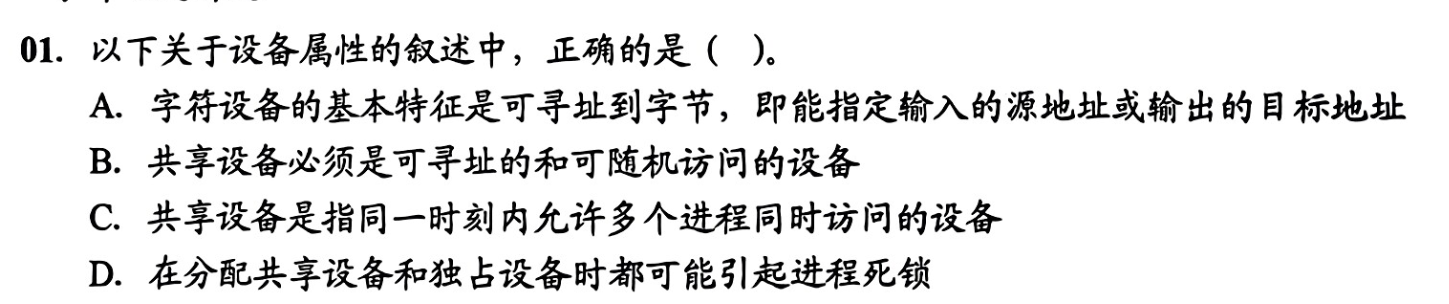 01. 以下关于设备属性的叙述中，正确的是（ ）。
A. 字符设备的基本特征是可寻址到字节，即能指定输入的源地址或输出的目标地址
B. 共享设备必须是可寻址的和可随机访问的设备
C. 共享设备是指同一时刻内允许多个进程同时访问的设备
D. 在分配共享设备和独占设备时都可能引起进程死锁